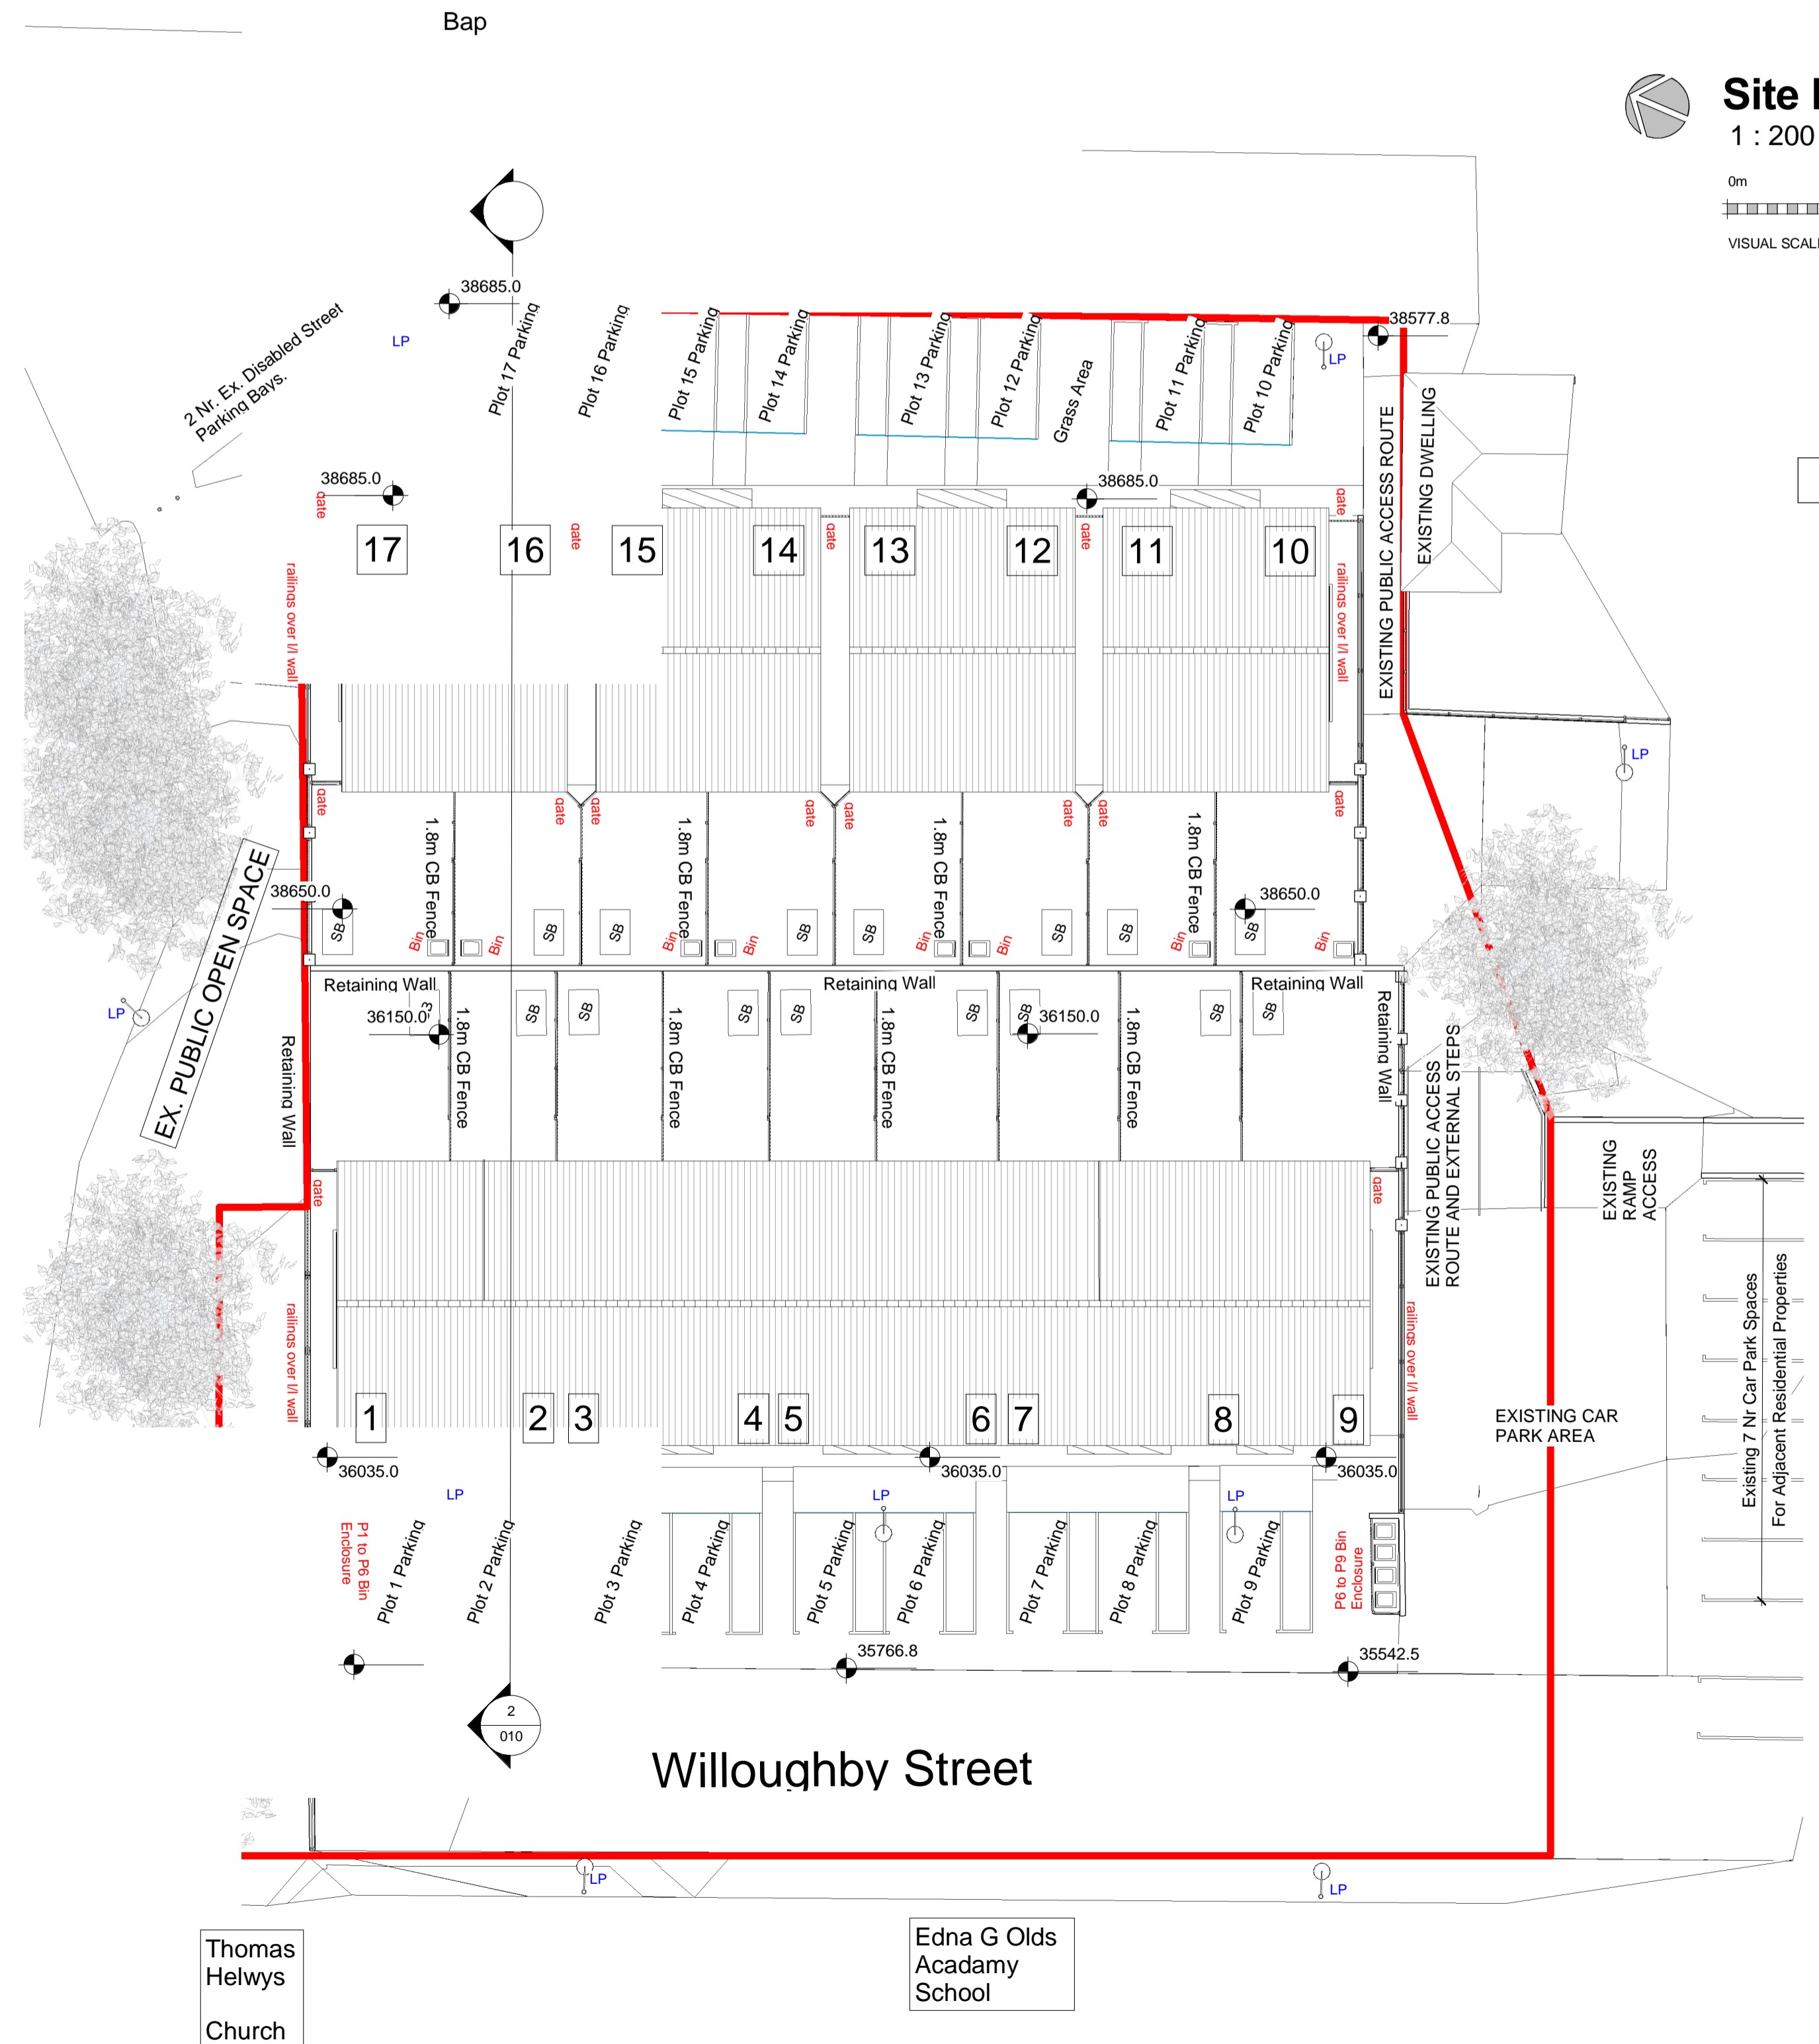 Bap
Site
1 : 200
0m
VISUAL SCAL
38685.0
LP
2 Nr. Ex. Disabled Street
Parking Bays.
Plot 17 Parking
Plot 16 Parking
Plot 15 Parking
Plot 14 Parking
Plot 13 Parking
Plot 12 Parking
Grass Area
Plot 11 Parking
Plot 10 Parking
LP
38577.8
38685.0
38685.0
gate
gate
gate
gate
gate
17
16
15
14
13
12
11
10
EXISTING PUBLIC ACCESS ROUTE
EXISTING DWELLING
railings over l/l wall
railings over l/l wall
LP
gate
gate
gate
gate
gate
gate
gate
gate
1.8m CB Fence
1.8m CB Fence
1.8m CB Fence
1.8m CB Fence
EX. PUBLIC OPEN SPACE
38650.0
38650.0
SB
Bin
Bin
SB
SB
Bin
Bin
SB
SB
Bin
Bin
SB
SB
Bin
SB
Bin
LP
Retaining Wall
Retaining Wall
Retaining Wall
36150.0
SB
SB
SB
SB
SB
SB
36150.0
SB
SB
Retaining Wall
1.8m CB Fence
1.8m CB Fence
1.8m CB Fence
1.8m CB Fence
Retaining Wall
EXISTING PUBLIC ACCESS
ROUTE AND EXTERNAL STEPS
EXISTING
RAMP
ACCESS
gate
gate
railings over l/l wall
railings over l/l wall
Existing 7 Nr Car Park Spaces
For Adjacent Residential Properties
1
2
3
4
5
6
7
8
9
EXISTING CAR
PARK AREA
36035.0
36035.0
36035.0
LP
LP
LP
P1 to P6 Bin
Enclosure
Plot 1 Parking
Plot 2 Parking
Plot 3 Parking
Plot 4 Parking
Plot 5 Parking
Plot 6 Parking
Plot 7 Parking
Plot 8 Parking
Plot 9 Parking
P6 to P9 Bin
Enclosure
35766.8
35542.5
2
010
Willoughby Street
LP
LP
Thomas
Helwys
Church
Edna G Olds
Acadamy
School